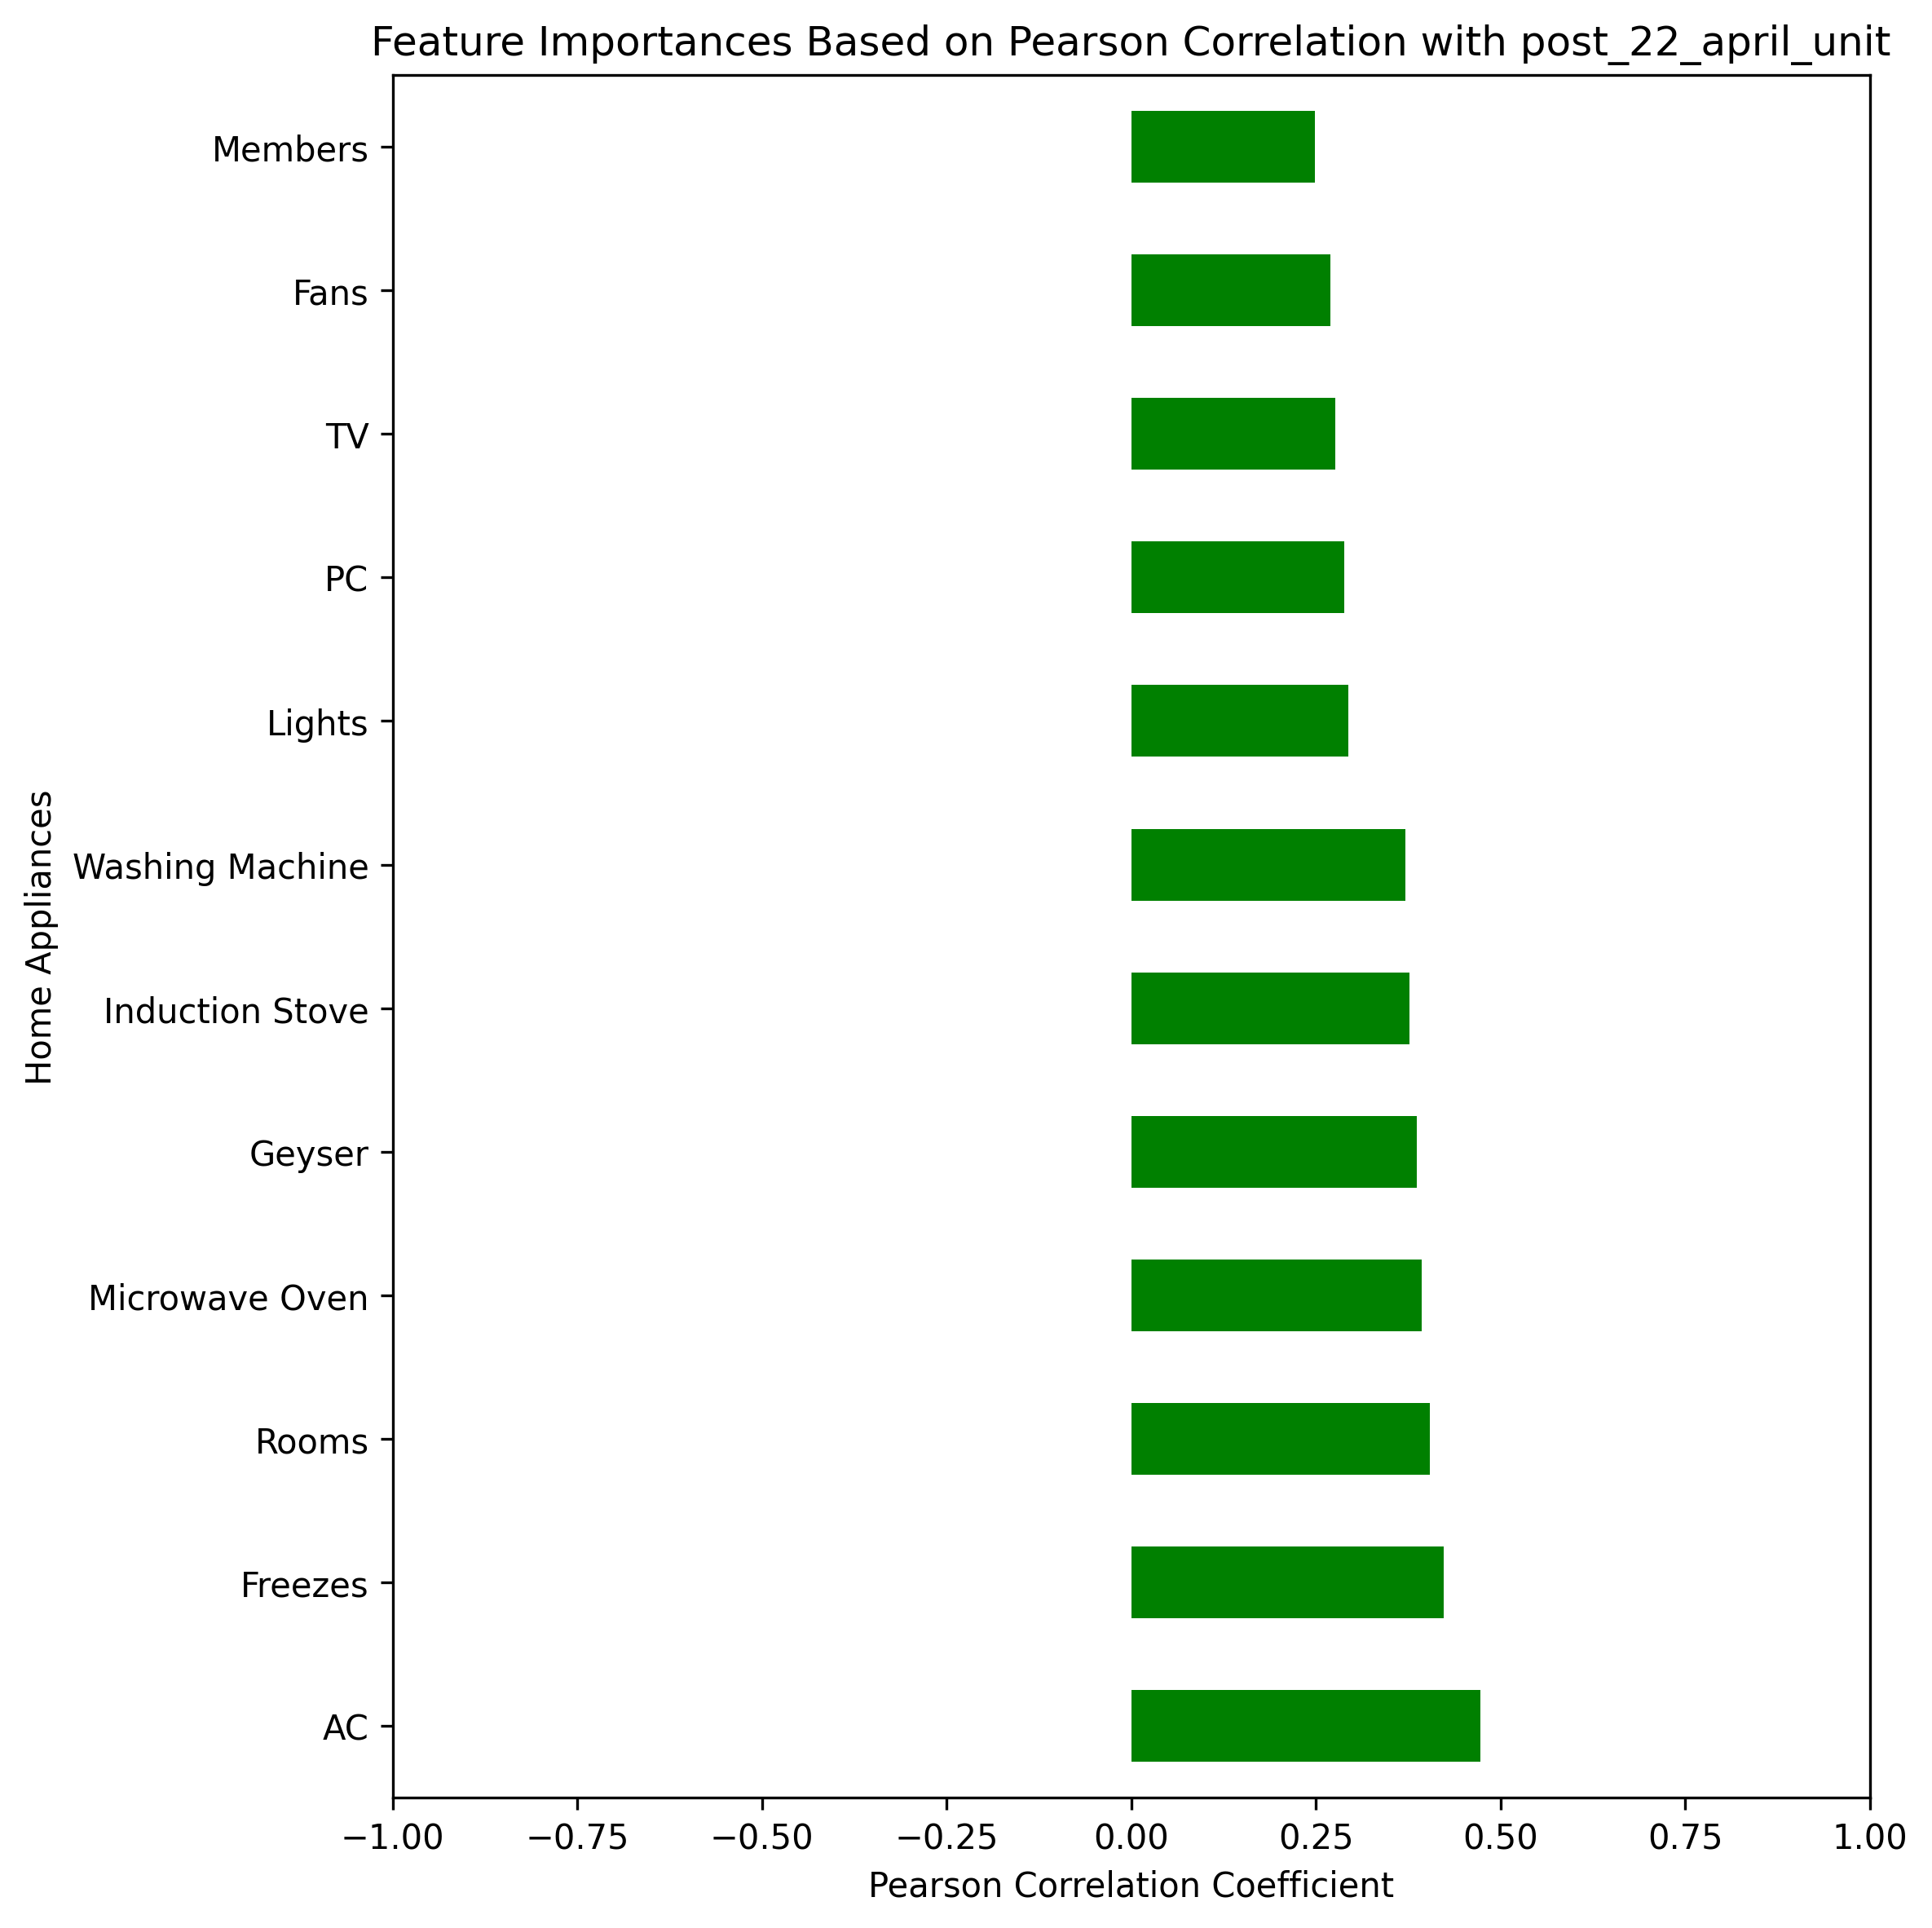 Feature Importances Based on Pearson Correlation with post_22_april_unit
Members
Fans
TV
PC
Lights
Washing Machine
Induction Stove
Geyser
Microwave Oven
Rooms
Freezes
AC
Home Appliances
−1.00 −0.75 −0.50 −0.25 0.00 0.25 0.50 0.75 1.00
Pearson Correlation Coefficient